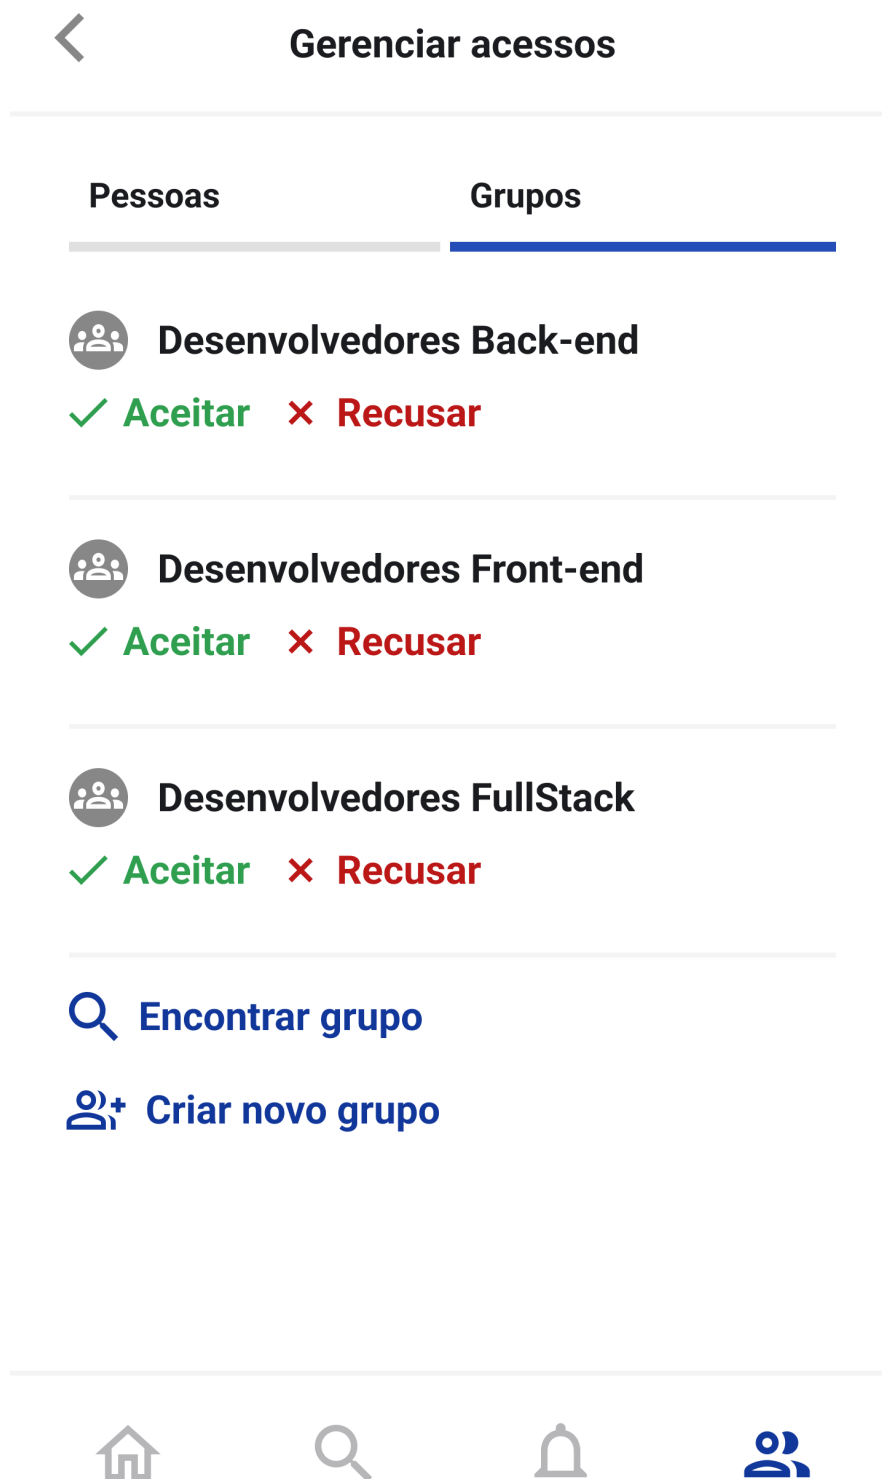 Gerenciar acessos
Pessoas Grupos
Desenvolvedores Back-end
Aceitar Recusar
Desenvolvedores Front-end
Aceitar Recusar
Desenvolvedores FullStack
Aceitar Recusar
Encontrar grupo
Criar novo grupo